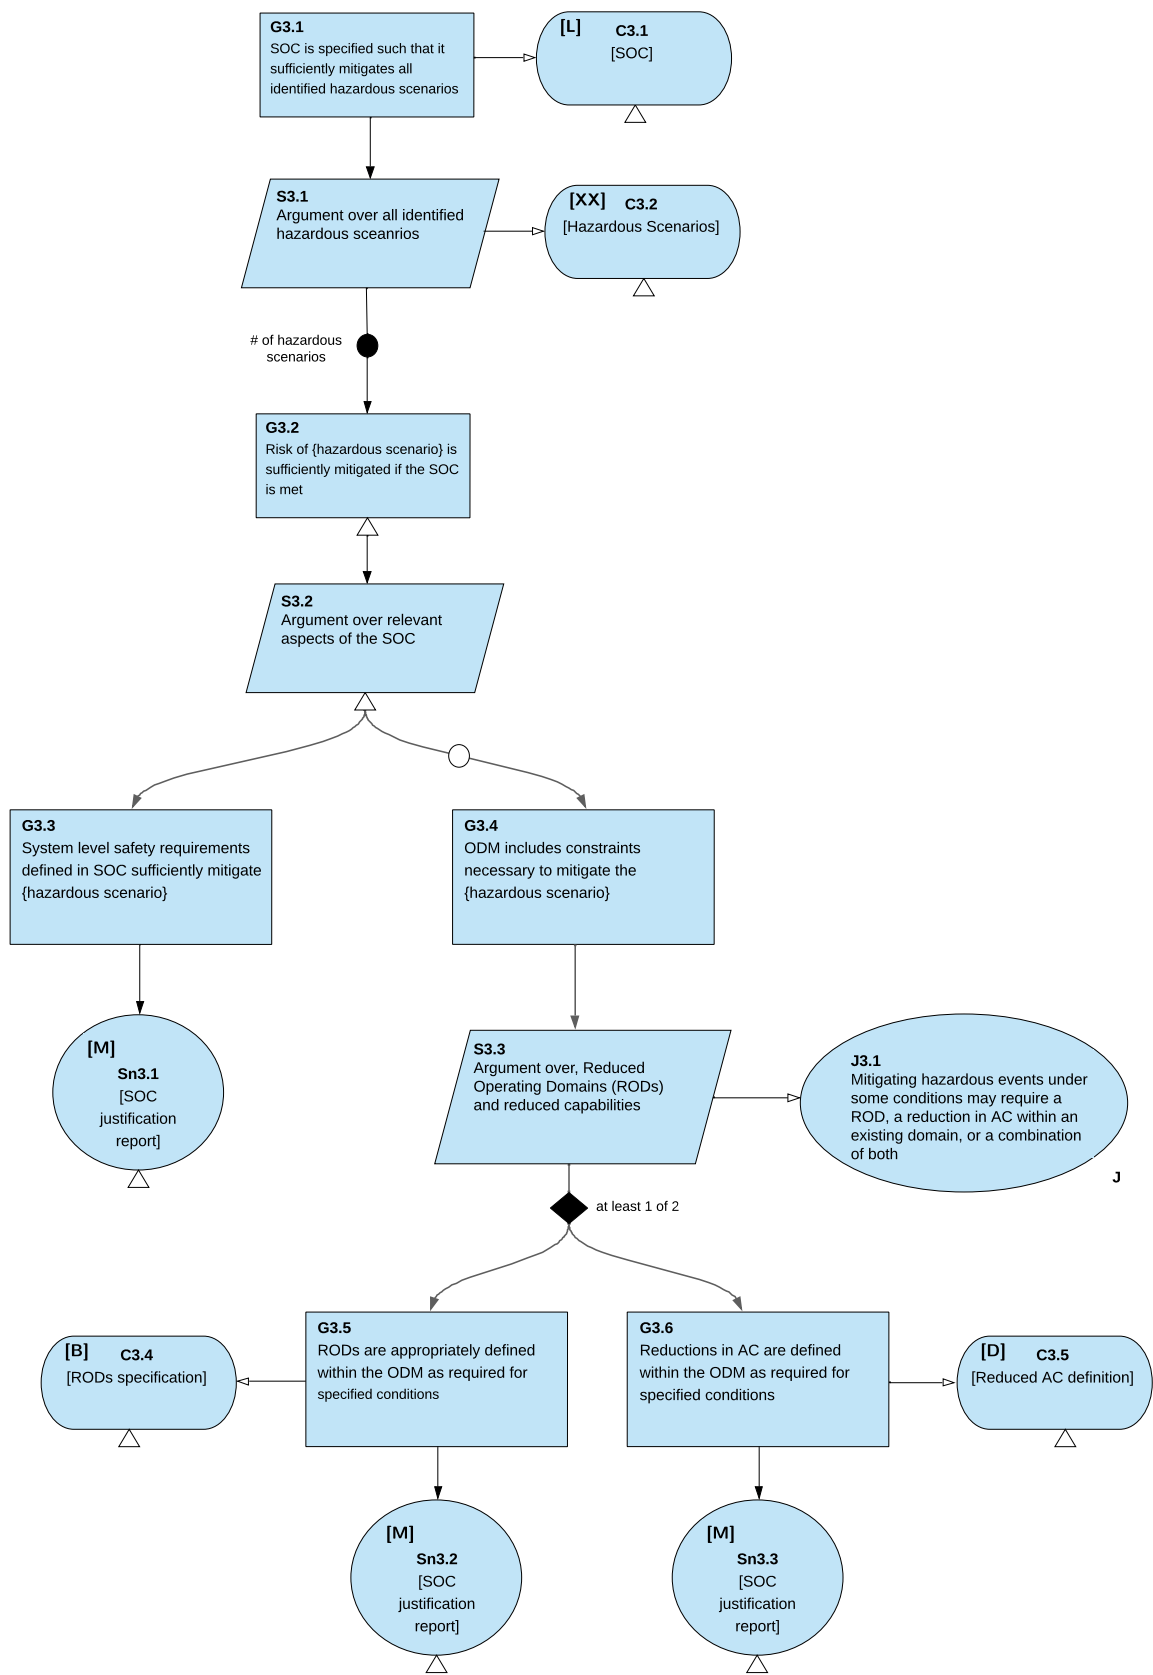 G3.1
SOC is specified such that it
sufficiently mitigates all
identified hazardous scenarios
[L] C3.1
[SOC]
S3.1
Argument over all identified
hazardous sceanrios
[XX] C3.2
[Hazardous Scenarios]
# of hazardous
scenarios
G3.2
Risk of {hazardous scenario} is
sufficiently mitigated if the SOC
is met
S3.2
Argument over relevant
aspects of the SOC
G3.3
System level safety requirements
defined in SOC sufficiently mitigate
{hazardous scenario}
G3.4
ODM includes constraints
necessary to mitigate the
{hazardous scenario}
[M]
Sn3.1
[SOC
justification
report]
S3.3
Argument over, Reduced
Operating Domains (RODs)
and reduced capabilities
J3.1
Mitigating hazardous events under
some conditions may require a
ROD, a reduction in AC within an
existing domain, or a combination
of both
J
at least 1 of 2
G3.5
RODs are appropriately defined
within the ODM as required for
specified conditions
[B] C3.4
[RODs specification]
G3.6
Reductions in AC are defined
within the ODM as required for
specified conditions
[D] C3.5
[Reduced AC definition]
[M]
Sn3.2
[SOC
justification
report]
[M]
Sn3.3
[SOC
justification
report]